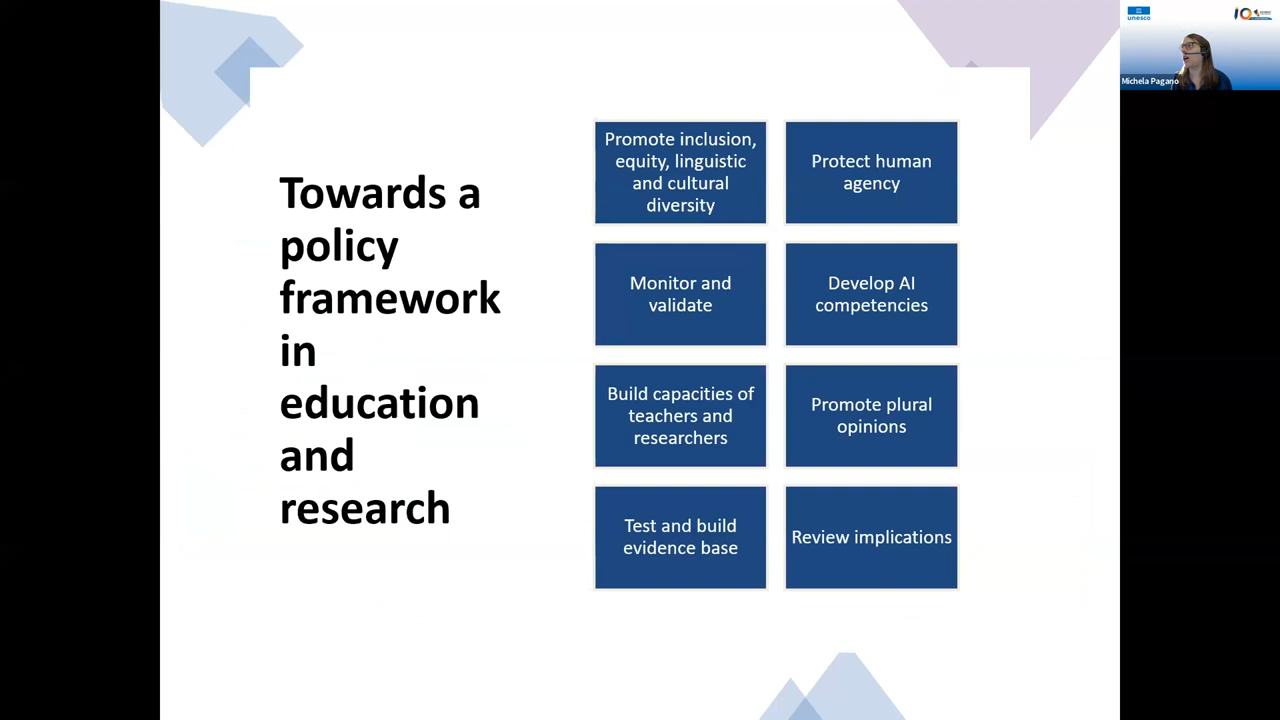 Towards a
policy
framework
in
education
and
research
Promote inclusion,
equity, linguistic
and cultural
diversity
Protect human
agency
Monitor and
validate
Develop AI
competencies
Build capacities of
teachers and
researchers
Promote plural
opinions
Test and build
evidence base
Review implications
unesco
Michela Pagano